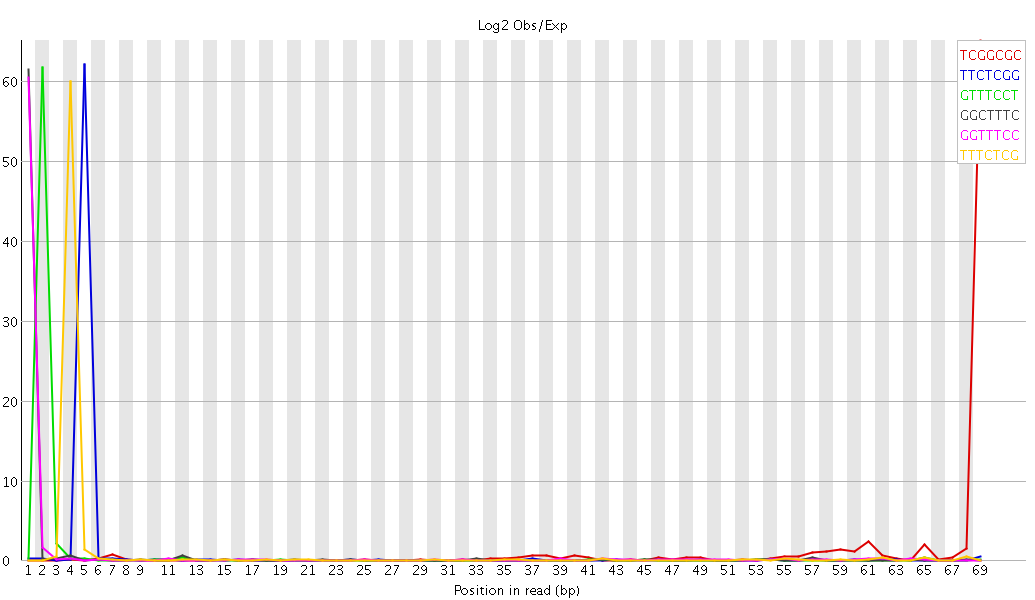 Log2 Obs/Exp
60
50
40
30
20
10
0
TCGGCGC
TTCTCGG
GTTTCCT
GGCTTTC
GGTTTCC
TTTCTCG
1 2 3 4 5 6 7 8 9 11 13 15 17 19 21 23 25 27 29 31 33 35 37 39 41 43 45 47 49 51 53 55 57 59 61 63 65 67 69
Position in read (bp)